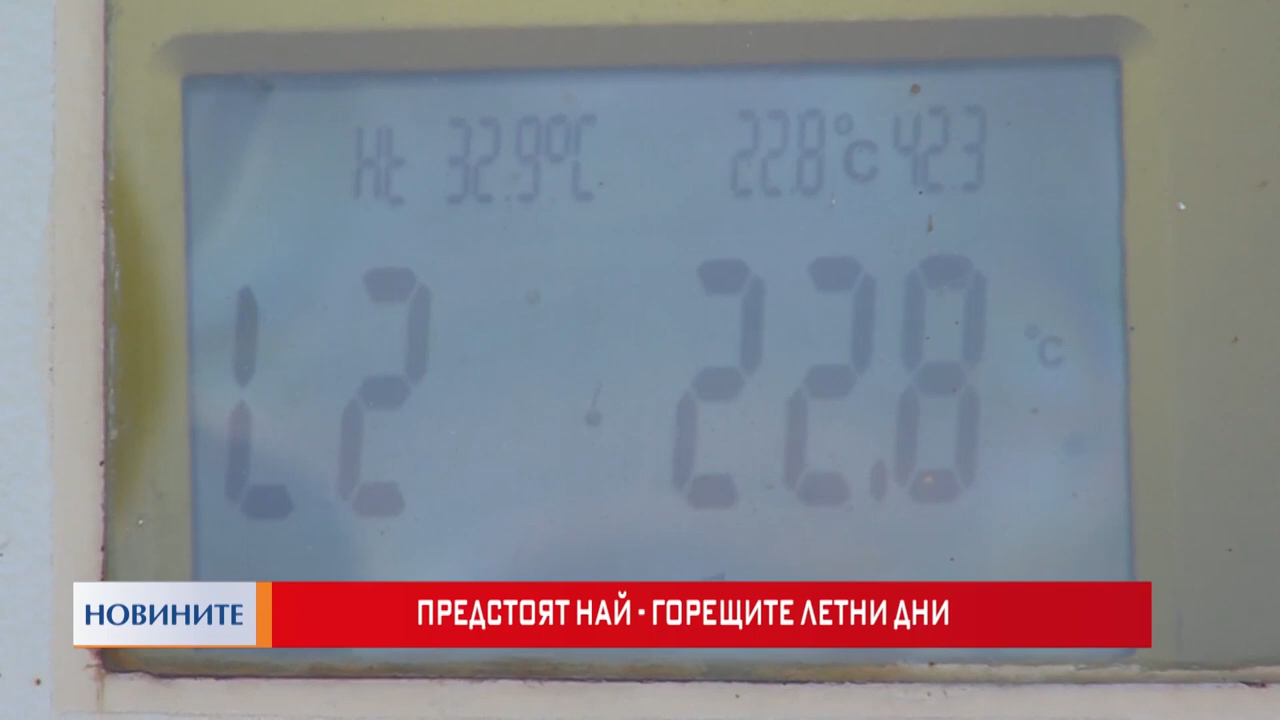 Ht 32.9°C 22.8°C 42.3
L2 22.8 °C
НОВИНИТЕ
ПРЕДСТОЯТ НАЙ - ГОРЕЩИТЕ ЛЕТНИ ДНИ